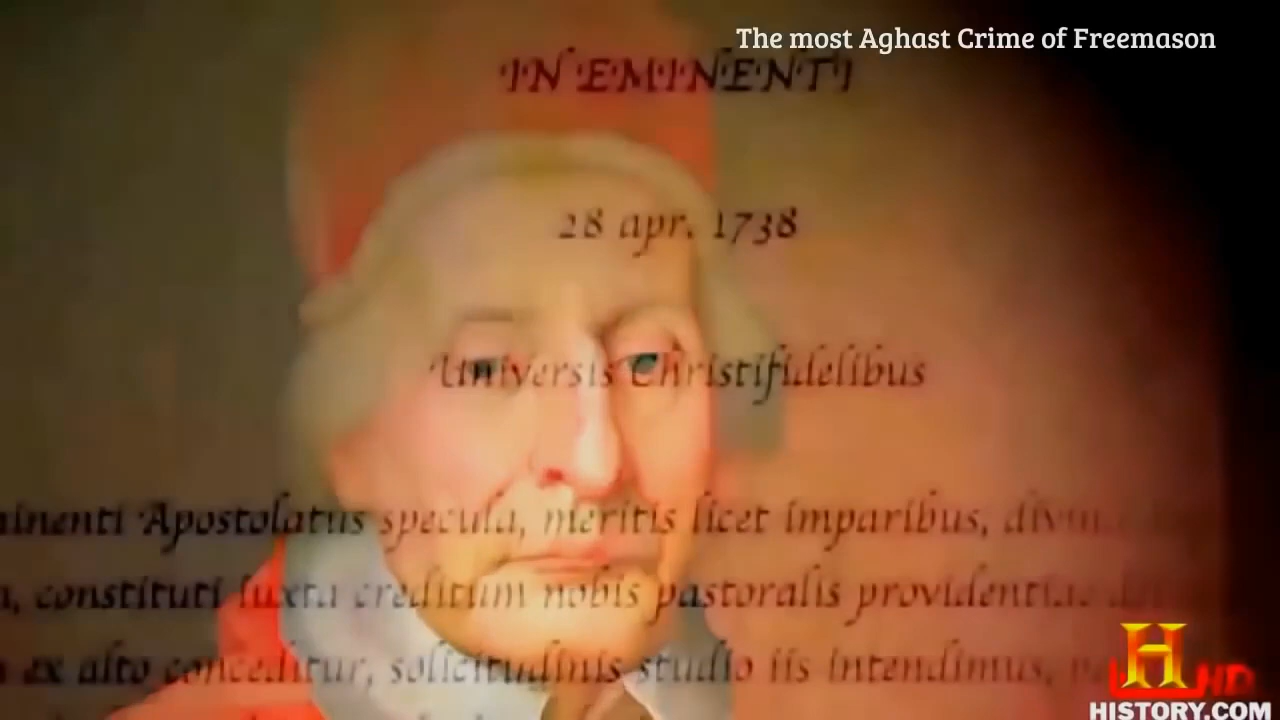 The most Aghast Crime of Freemason
IN EMINENTI
28 apr. 1738
Universis Christifidelibus
Apostolatus specula, meritis licet imparibus,
constituti luxta creditum nobis pastoralis providentiae
ex alto conceditur, sollicitudinis studio iis intendimus,
H HD
HISTORY.COM